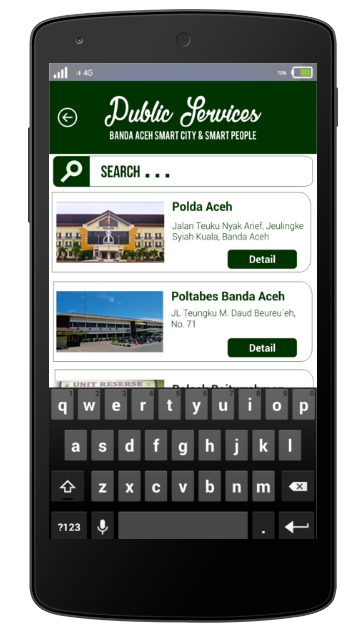 4G
Public Services
BANDA ACEH SMART CITY & SMART PEOPLE
SEARCH . . .
Polda Aceh
Jalan Teuku Nyak Arief, Jeulingke
Syiah Kuala, Banda Aceh
Detail
Poltabes Banda Aceh
JL Teungku M. Daud Beureu`eh,
No. 71
Detail
UNIT RESERSE
q w e r t y u i o p
a s d f g h j k l
z x c v b n m
?123 .